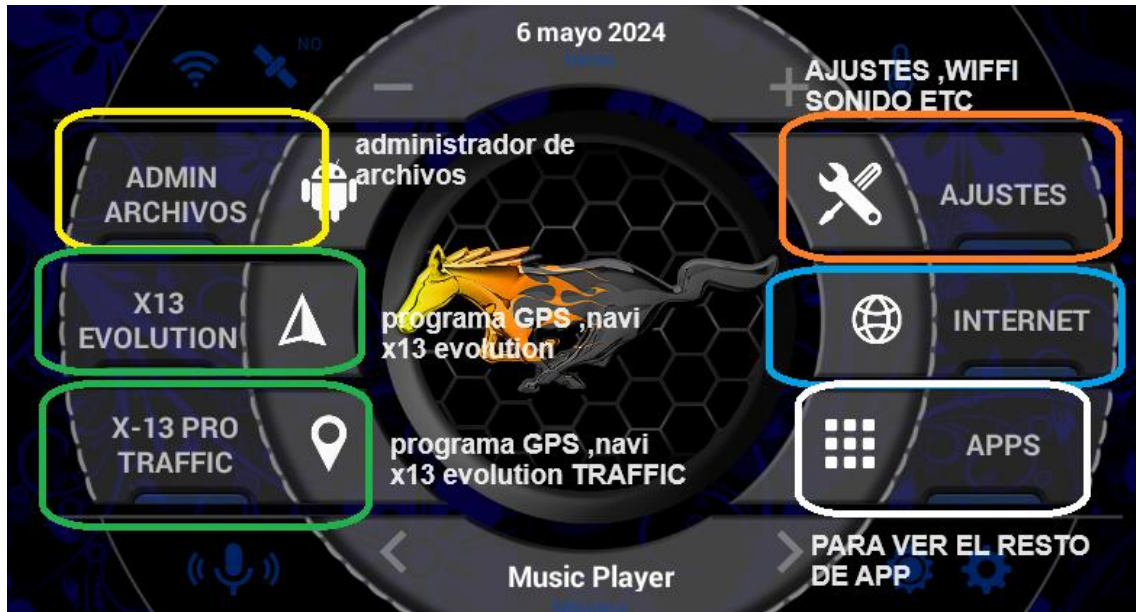 6 mayo 2024
NO
AJUSTES ,WIFFI
SONIDO ETC
administrador de
archivos
ADMIN
ARCHIVOS
AJUSTES
X13
EVOLUTION
programa GPS ,navi
x13 evolution
INTERNET
X-13 PRO
TRAFFIC
programa GPS ,navi
x13 evolution TRAFFIC
APPS
PARA VER EL RESTO
DE APP
Music Player